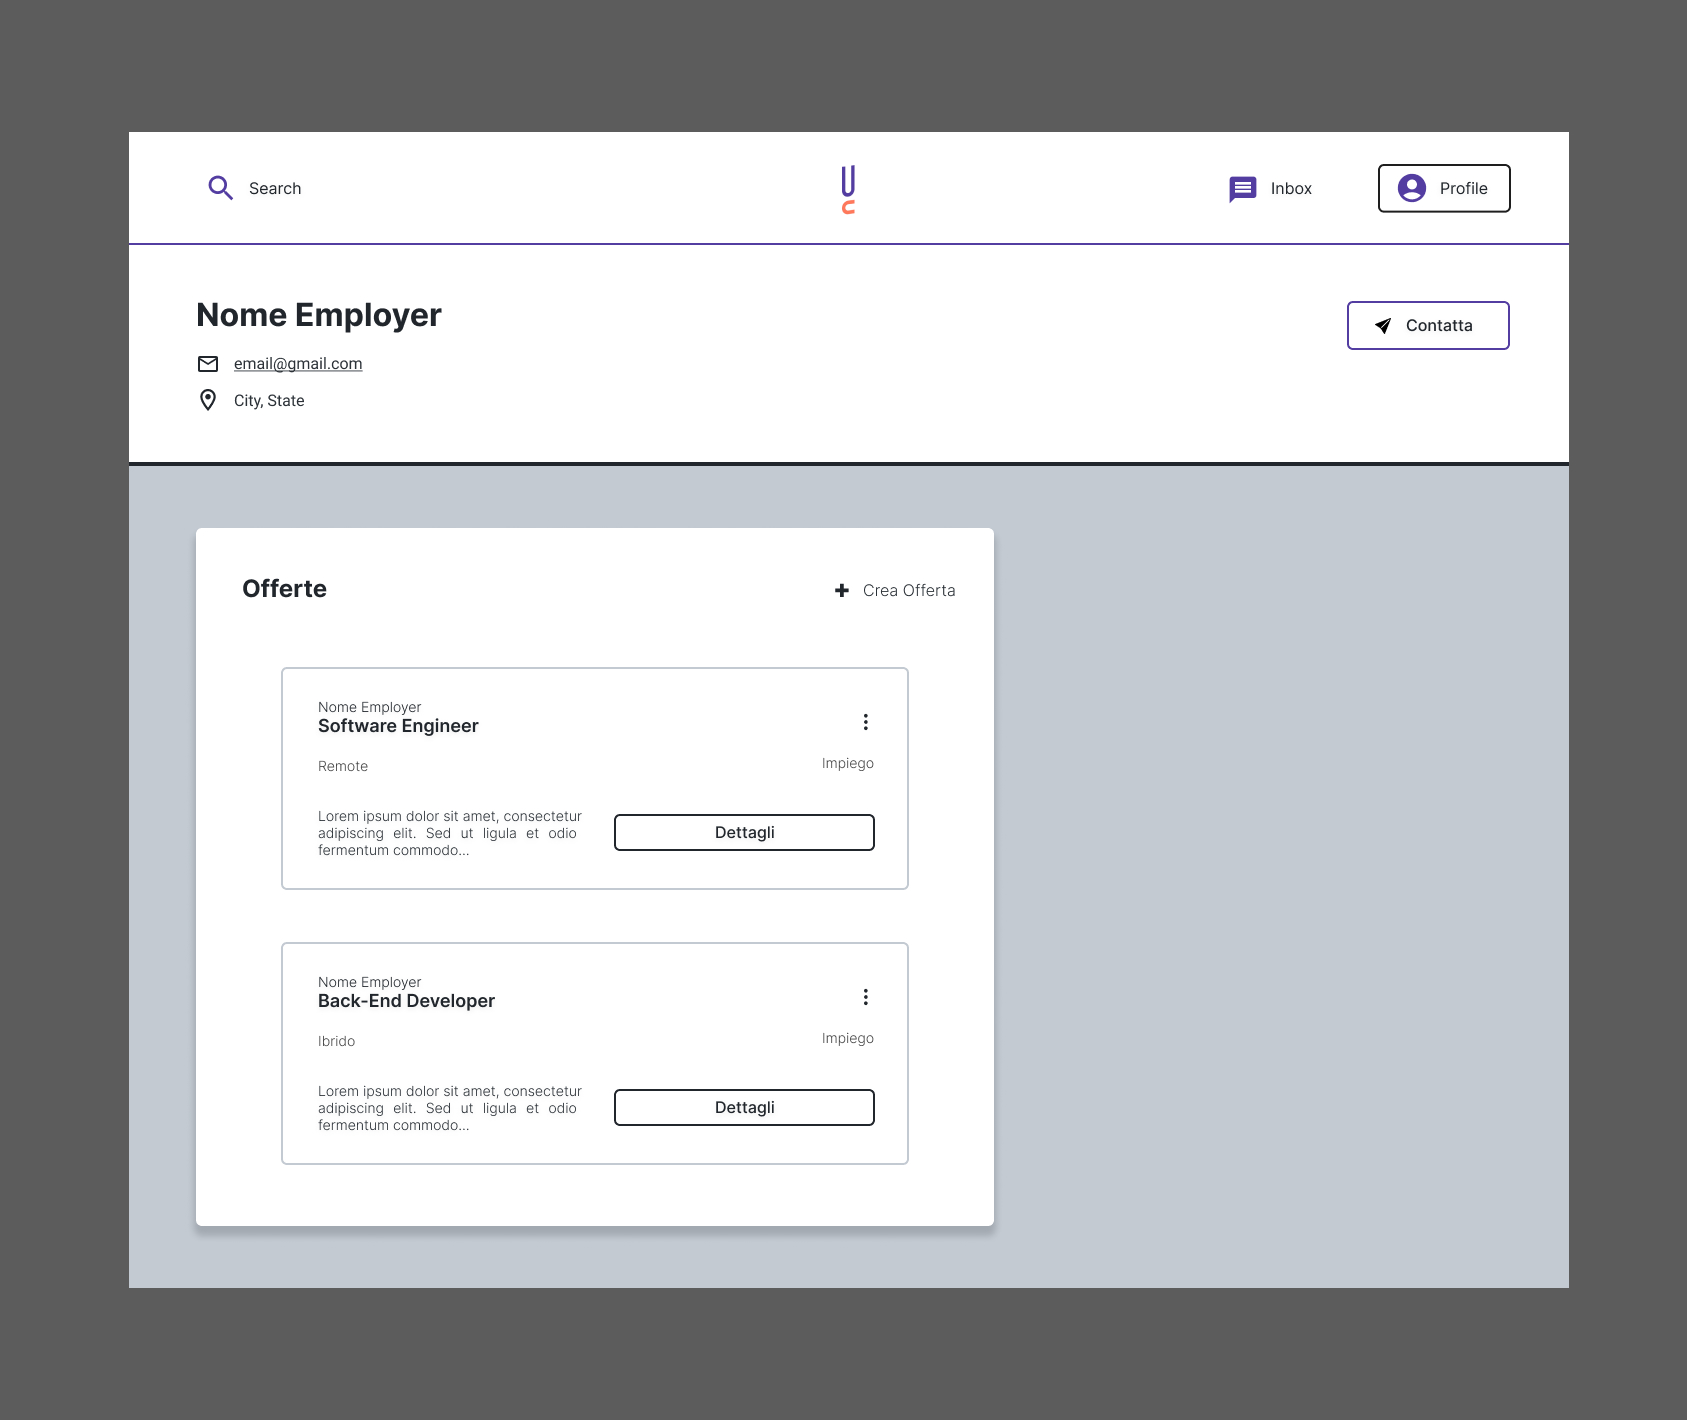 Search
UC
Inbox
Profile
Nome Employer
Contatta
email@gmail.com
City, State
Offerte
Crea Offerta
Nome Employer
Software Engineer
Remote
Impiego
Lorem ipsum dolor sit amet, consectetur
adipiscing elit. Sed ut ligula et odio
fermentum commodo...
Dettagli
Nome Employer
Back-End Developer
Ibrido
Impiego
Lorem ipsum dolor sit amet, consectetur
adipiscing elit. Sed ut ligula et odio
fermentum commodo...
Dettagli